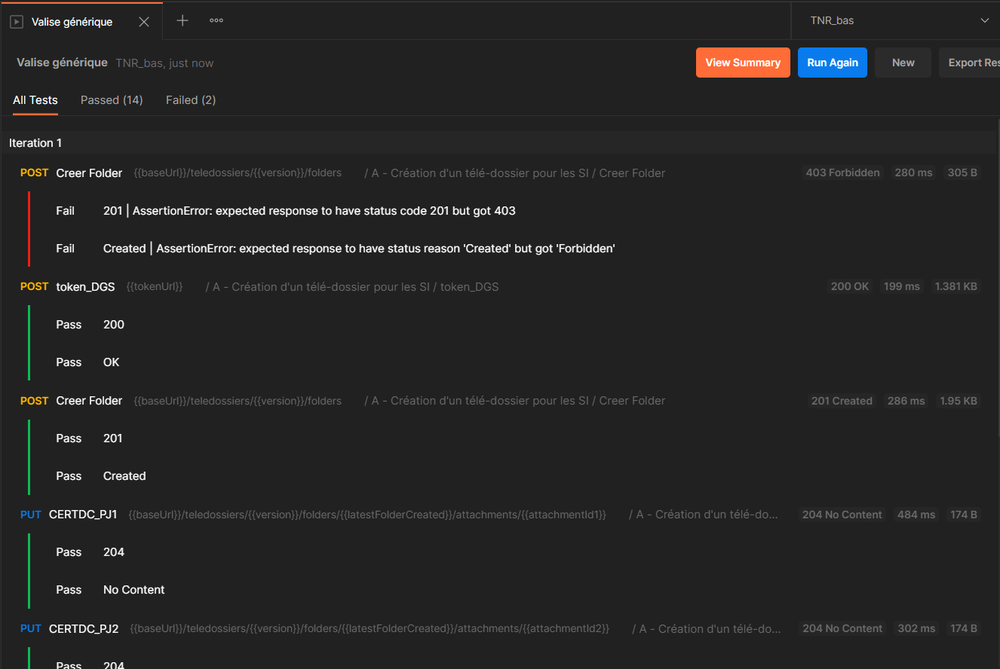 Valise générique
TNR_bas
Valise générique TNR_bas, just now
View Summary
Run Again
New
Export Res
All Tests
Passed (14)
Failed (2)
Iteration 1
POST Creer Folder {{baseUrl}}/teledossiers/{{version}}/folders / A - Création d'un télé-dossier pour les SI / Creer Folder 403 Forbidden 280 ms 305 B
Fail 201 | AssertionError: expected response to have status code 201 but got 403
Fail Created | AssertionError: expected response to have status reason 'Created' but got 'Forbidden'
POST token_DGS {{tokenUrl}} / A - Création d'un télé-dossier pour les SI / token_DGS 200 OK 199 ms 1.381 KB
Pass 200
Pass OK
POST Creer Folder {{baseUrl}}/teledossiers/{{version}}/folders / A - Création d'un télé-dossier pour les SI / Creer Folder 201 Created 286 ms 1.95 KB
Pass 201
Pass Created
PUT CERTDC_PJ1 {{baseUrl}}/teledossiers/{{version}}/folders/{{latestFolderCreated}}/attachments/{{attachmentId1}} / A - Création d'un télé-do... 204 No Content 484 ms 174 B
Pass 204
Pass No Content
PUT CERTDC_PJ2 {{baseUrl}}/teledossiers/{{version}}/folders/{{latestFolderCreated}}/attachments/{{attachmentId2}} / A - Création d'un télé-do... 204 No Content 302 ms 174 B
Pass 204